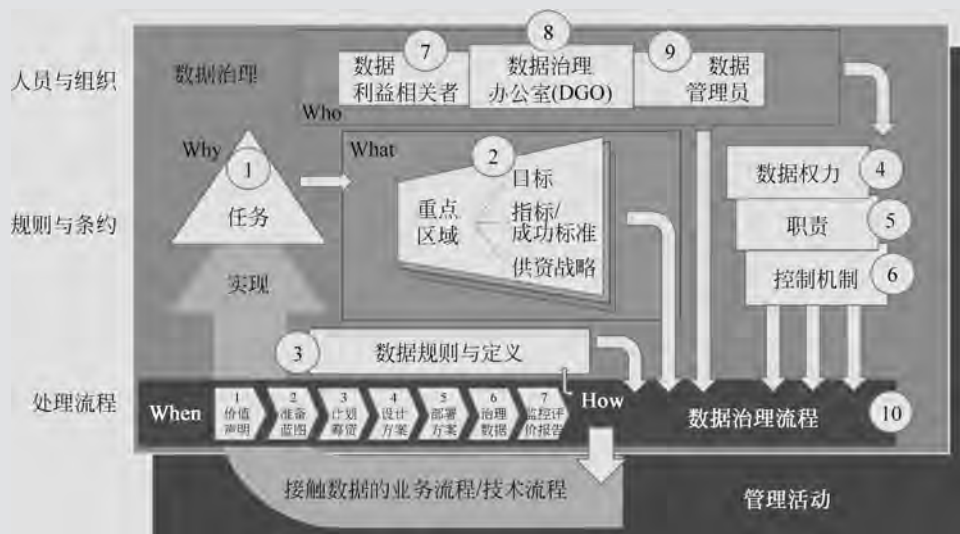 人员与组织
数据治理
7
8
9
数据
利益相关者
数据治理
办公室(DGO)
数据
管理员
Who
Why
1
任务
What
2
目标
重点
区域
指标/
成功标准
供资战略
数据权力
4
规则与条约
职责
5
控制机制
6
实现
3
数据规则与定义
处理流程
When
1
价值
声明
2
准备
蓝图
3
计划
筹资
4
设计
方案
5
部署
方案
6
治理
数据
7
监控评
价报告
How
数据治理流程
10
接触数据的业务流程/技术流程
管理活动